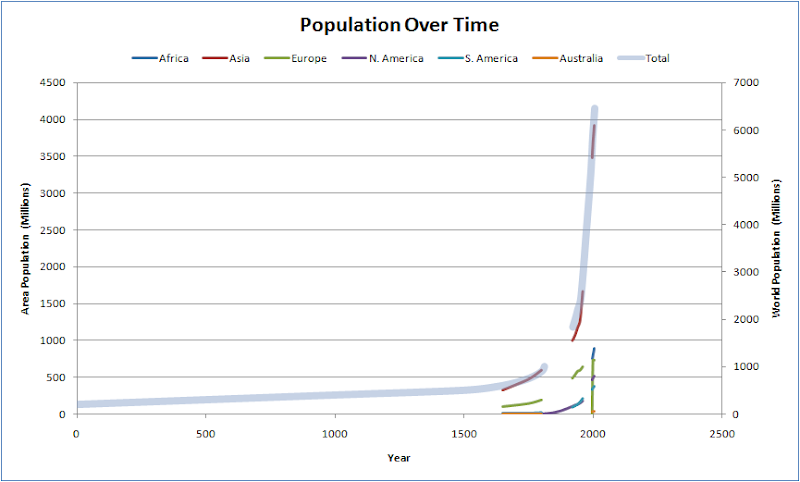 Population Over Time
Africa Asia Europe N. America S. America Australia Total
4500 7000
4000 6000
3500 5000
3000 4000
2500 3000
2000 2000
1500 1000
1000 0
500
0
Area Population (Millions)
World Population (Millions)
0 500 1000 1500 2000 2500
Year